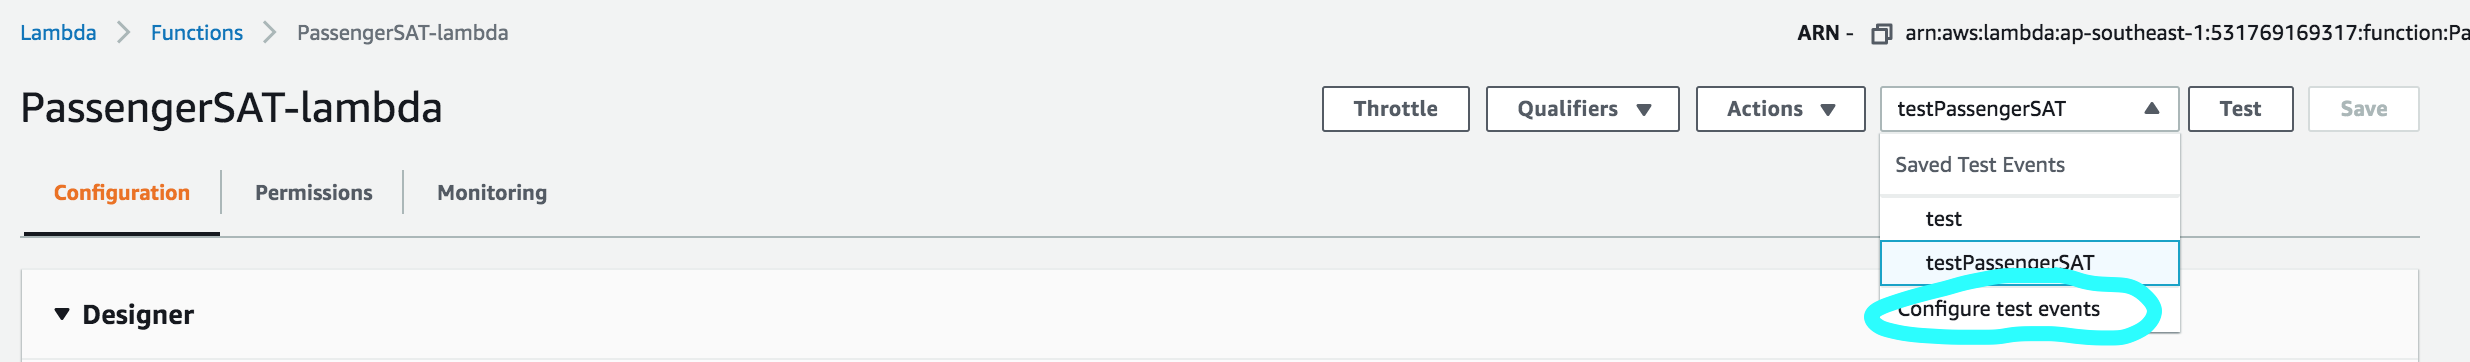 Lambda > Functions > PassengerSAT-lambda
ARN - arn:aws:lambda:ap-southeast-1:531769169317:function:Pa
PassengerSAT-lambda
Throttle
Qualifiers
Actions
testPassengerSAT
Test
Save
Saved Test Events
test
testPassengerSAT
Configure test events
Configuration
Permissions
Monitoring
Designer